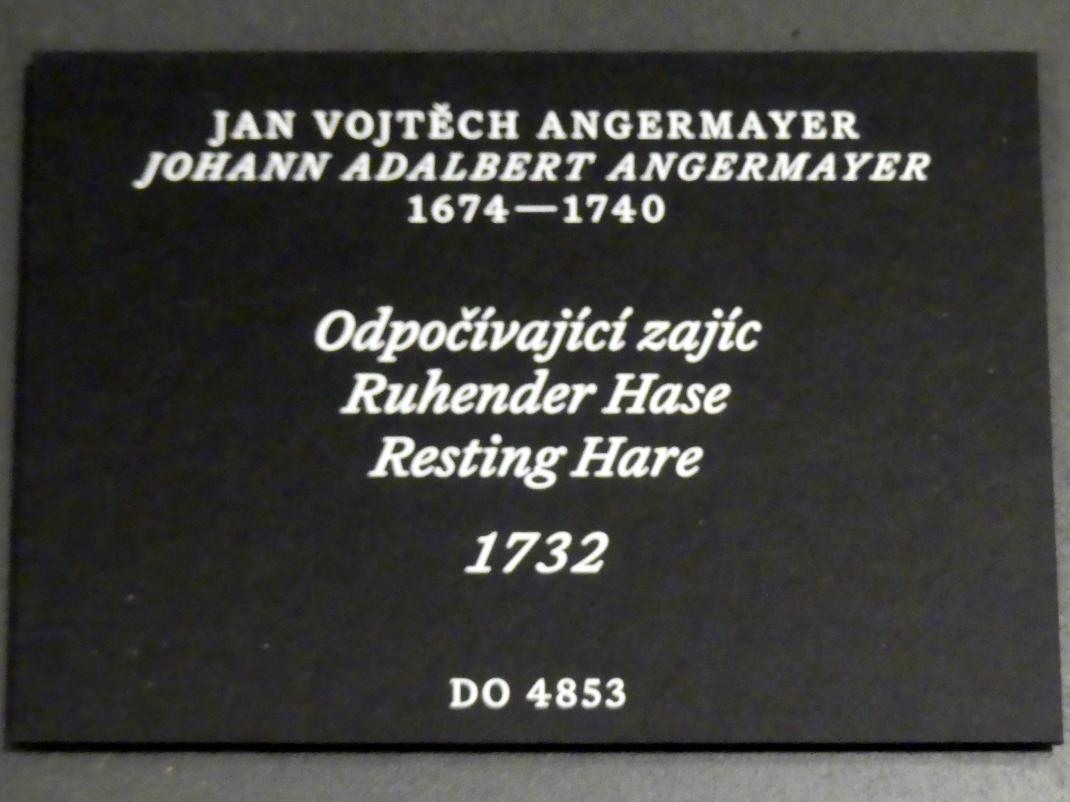 JAN VOJTĚCH ANGERMAYER
JOHANN ADALBERT ANGERMAYER
1674—1740
Odpočívající zajíc
Ruhender Hase
Resting Hare
1732
DO 4853